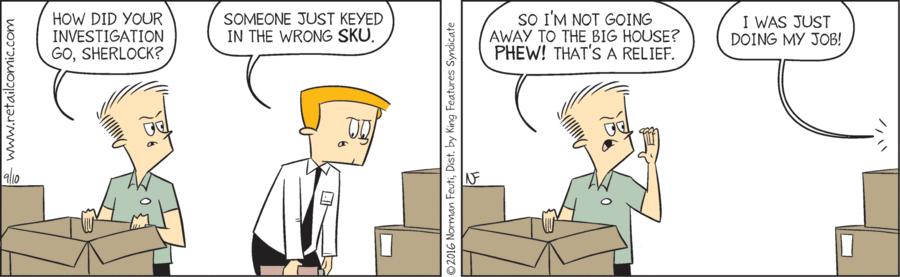 www.retailcomic.com
9/10
HOW DID YOUR
INVESTIGATION
GO, SHERLOCK?
SOMEONE JUST KEYED
IN THE WRONG SKU.
©2016 Norman Feuti, Dist. by King Features Syndicate
NF
SO I'M NOT GOING
AWAY TO THE BIG HOUSE?
PHEW! THAT'S A RELIEF.
I WAS JUST
DOING MY JOB!